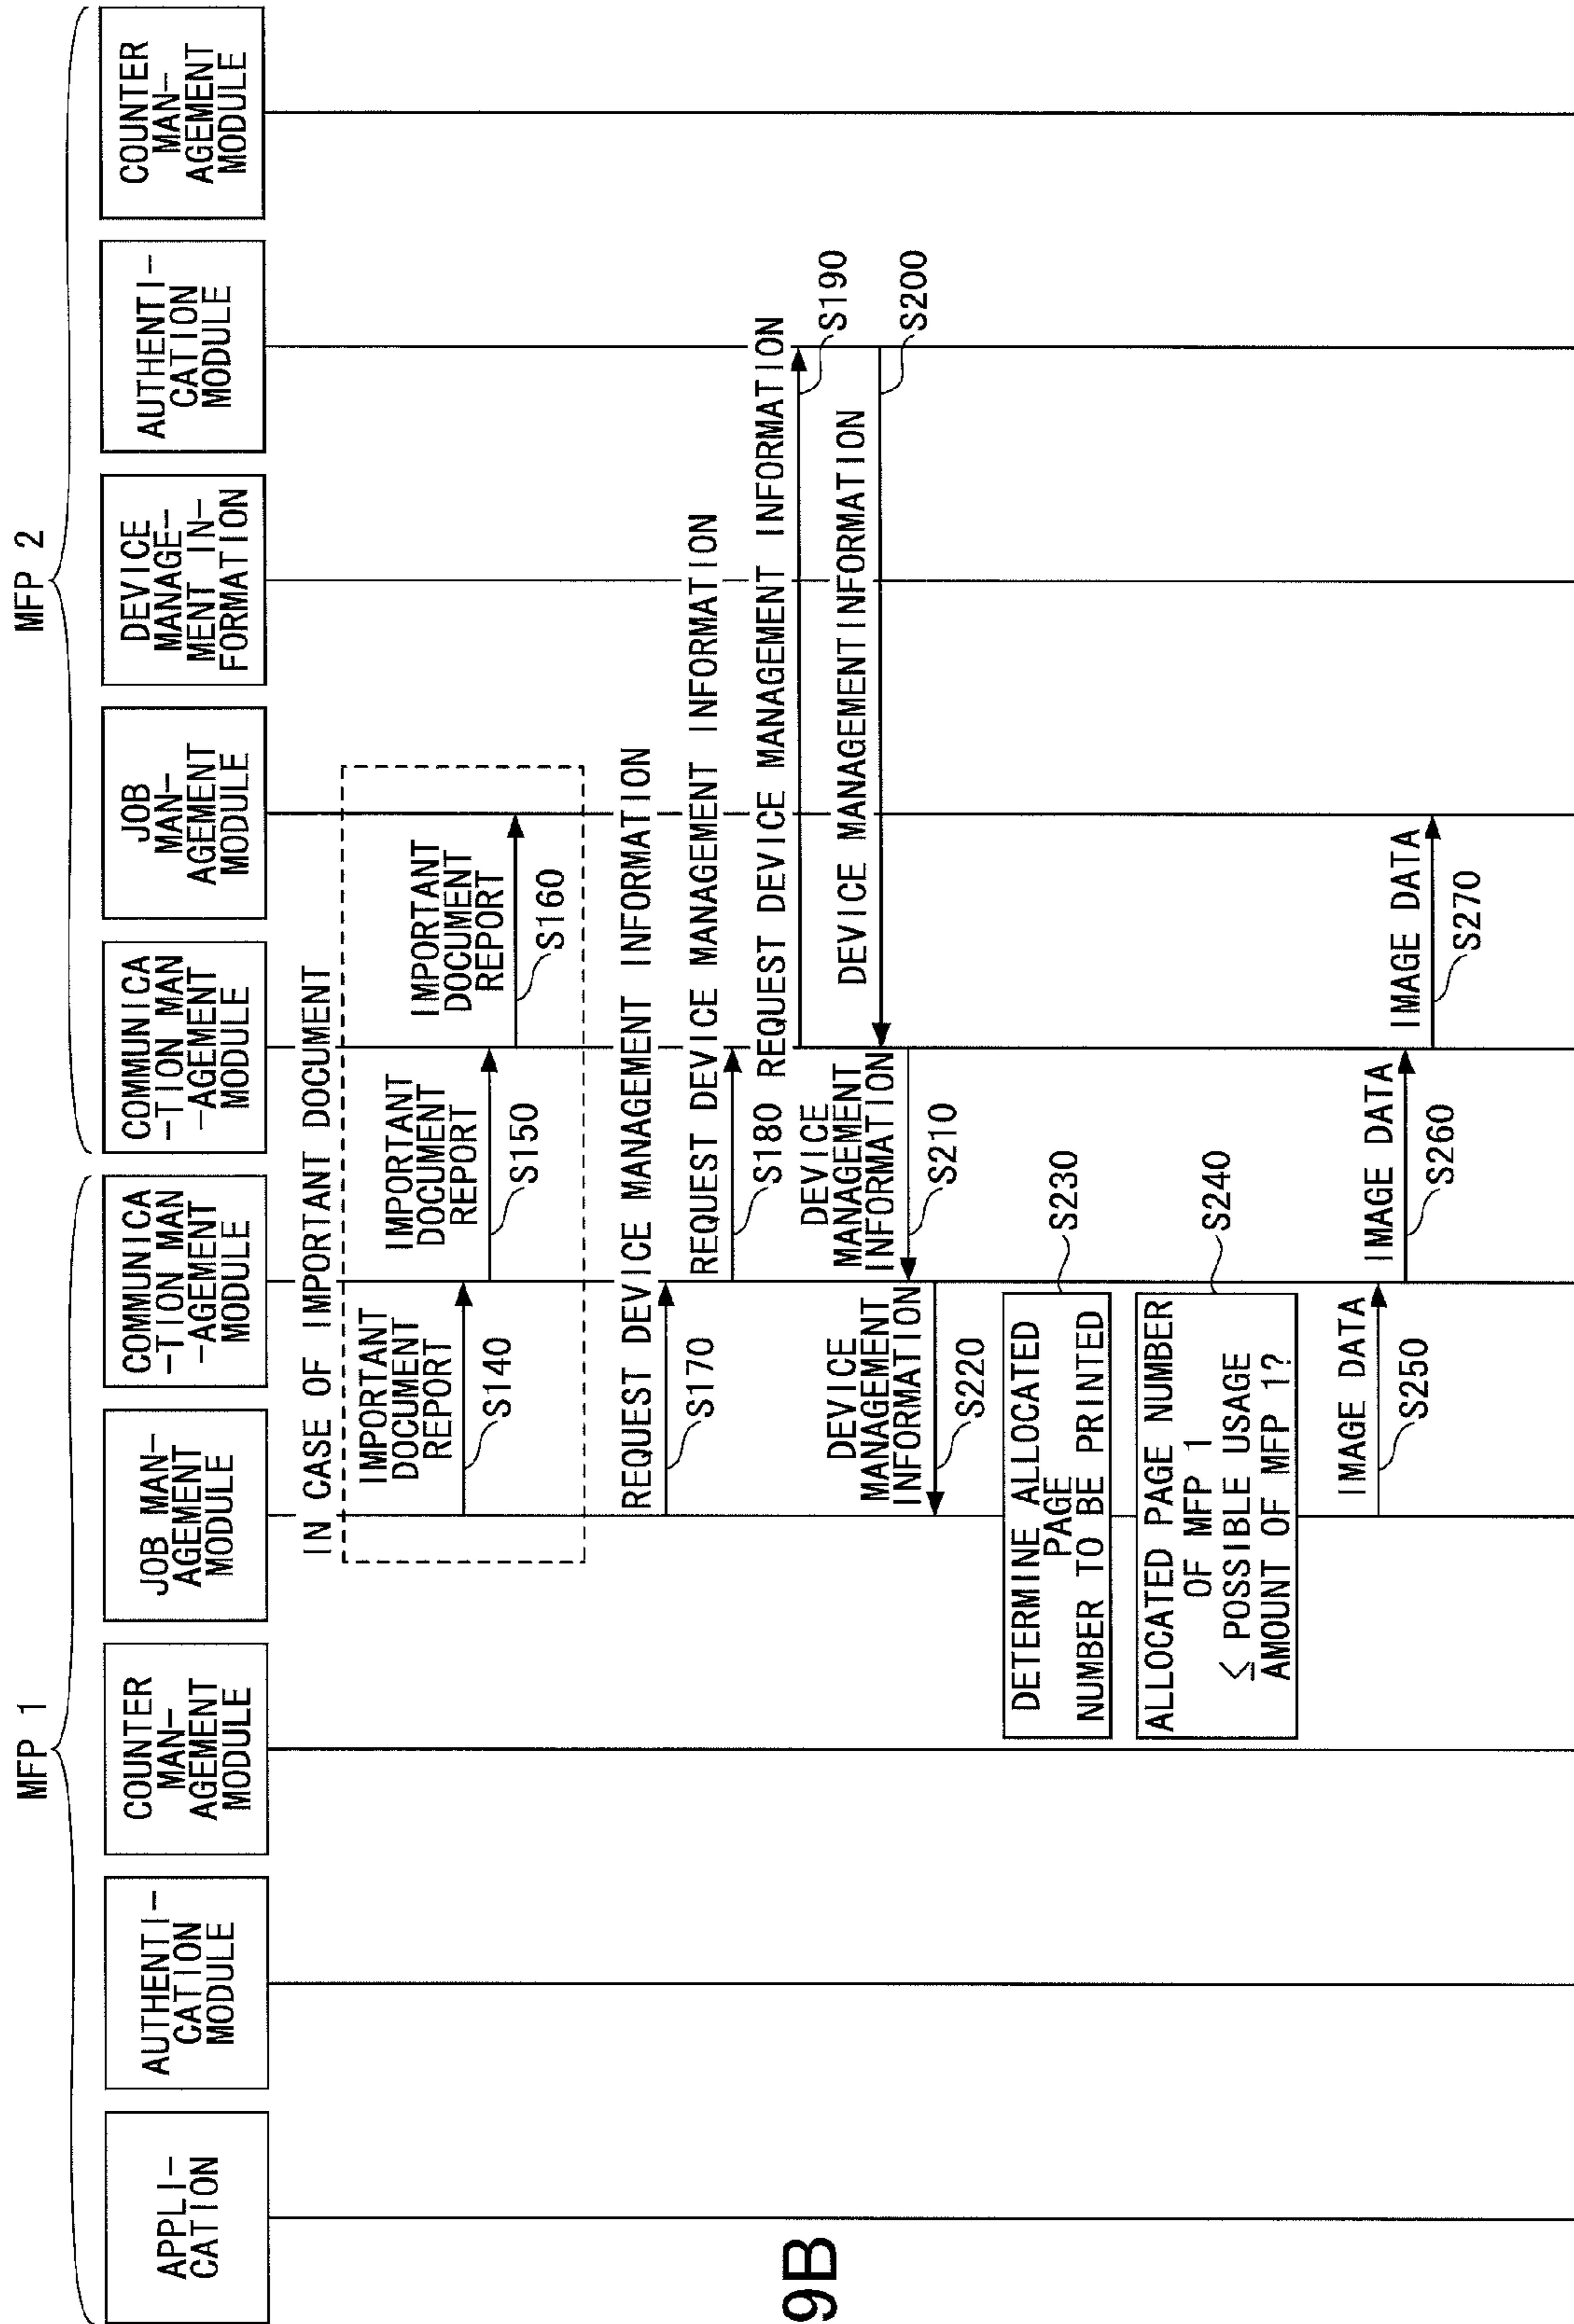 9B
MFP 1
MFP 2
APPLI-
CATION
AUTHENTI-
CATION
MODULE
COUNTER
MAN-
AGEMENT
MODULE
JOB MAN-
AGEMENT
MODULE
COMMUNICA
-TION MAN
-AGEMENT
MODULE
COMMUNICA
-TION MAN
-AGEMENT
MODULE
JOB
MAN-
AGEMENT
MODULE
DEVICE
MANAGE-
MENT IN-
FORMATION
AUTHENTI-
CATION
MODULE
COUNTER
MAN-
AGEMENT
MODULE
IN CASE OF IMPORTANT DOCUMENT
IMPORTANT
DOCUMENT
REPORT
S140
IMPORTANT
DOCUMENT
REPORT
S150
IMPORTANT
DOCUMENT
REPORT
S160
REQUEST DEVICE MANAGEMENT INFORMATION
S170
REQUEST DEVICE MANAGEMENT INFORMATION
S180
REQUEST DEVICE MANAGEMENT INFORMATION
S190
DEVICE MANAGEMENTINFORMATION
S200
DEVICE
MANAGEMENT
INFORMATION
S210
DEVICE
MANAGEMENT
INFORMATION
S220
DETERMINE ALLOCATED
PAGE
NUMBER TO BE PRINTED
S230
ALLOCATED PAGE NUMBER
OF MFP 1
≤ POSSIBLE USAGE
AMOUNT OF MFP 1?
S240
IMAGE DATA
S250
IMAGE DATA
S260
IMAGE DATA
S270